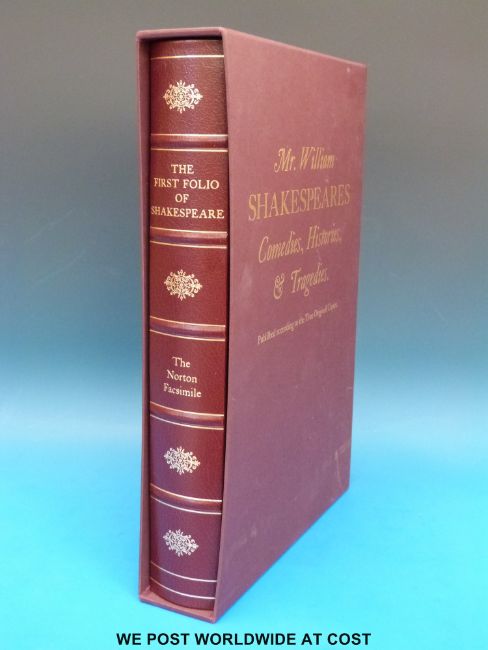 THE
FIRST FOLIO
OF
SHAKESPEARE
The
Norton
Facsimile
Mr. William
SHAKESPEARES
Comedies, Histories,
& Tragedies.
Published according to the True Original Copies.
WE POST WORLDWIDE AT COST